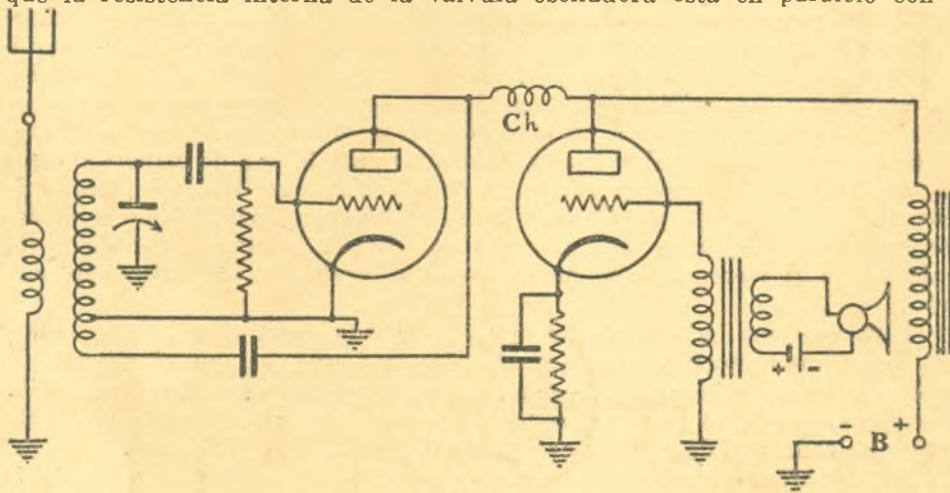 que la resistencia interna de la válvula osciladora está en paralelo con
Ch
+ -
- B +